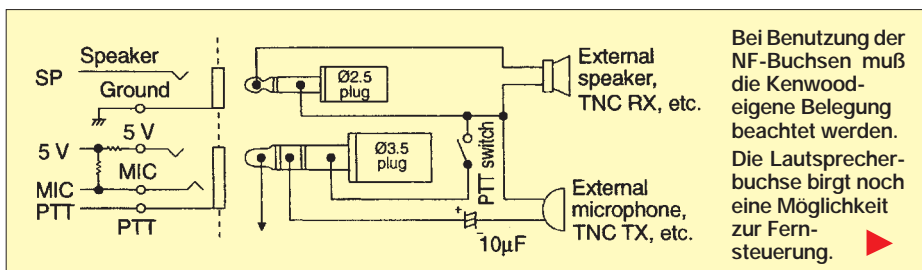 Speaker
SP
Ground
5 V
5 V
MIC
MIC
PTT
PTT
Ø2.5
plug
Ø3.5
plug
PTT switch
+
10µF
External
speaker,
TNC RX, etc.
External
microphone,
TNC TX, etc.
Bei Benutzung der
NF-Buchsen muß
die Kenwood-
eigene Belegung
beachtet werden.
Die Lautsprecher-
buchse birgt noch
eine Möglichkeit
zur Fern-
steuerung.